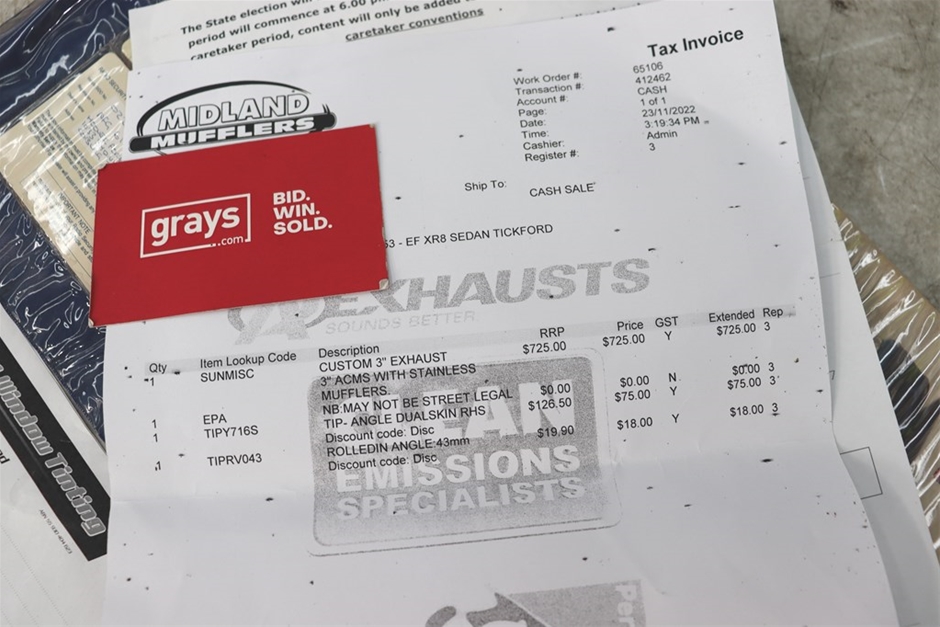 The State election will
period will commence at 6.00 p
caretaker period, content will only be added
caretaker conventions
Tax Invoice
MIDLAND
MUFFLERS
Work Order #: 65106
Transaction #: 412462
Account #: CASH
Page: 1 of 1
Date: 23/11/2022
Time: 3:19:34 PM
Cashier: Admin
Register #: 3
grays
.com
BID.
WIN.
SOLD.
Ship To: CASH SALE
53 - EF XR8 SEDAN TICKFORD
EXHAUSTS
SOUNDS BETTER
Qty Item Lookup Code Description RRP Price GST Extended Rep
1 SUNMISC CUSTOM 3" EXHAUST $725.00 $725.00 Y $725.00 3
3" ACMS WITH STAINLESS
MUFFLERS.
1 EPA NB MAY NOT BE STREET LEGAL $0.00 $0.00 N $0.00 3
1 TIPY716S TIP- ANGLE DUALSKIN RHS $126.50 $75.00 Y $75.00 3
Discount code: Disc
1 TIPRV043 ROLLEDIN ANGLE 43mm $19.90 $18.00 Y $18.00 3
Discount code: Disc
EMISSIONS
SPECIALISTS
Window Tinting